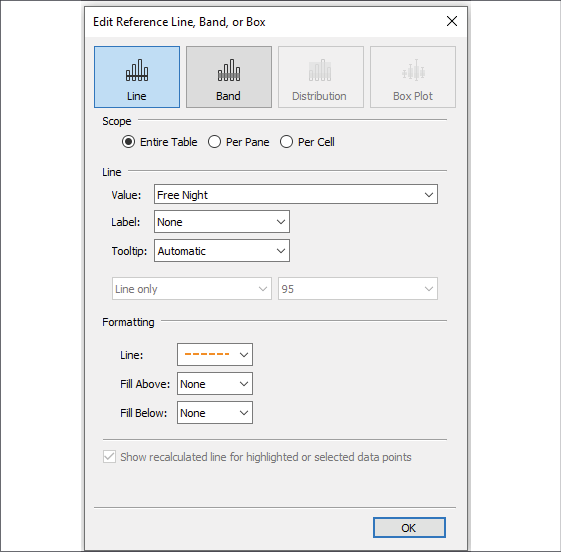 Edit Reference Line, Band, or Box
Line Band Distribution Box Plot
Scope
Entire Table Per Pane Per Cell
Line
Value: Free Night
Label: None
Tooltip: Automatic
Line only 95
Formatting
Line:
Fill Above: None
Fill Below: None
Show recalculated line for highlighted or selected data points
OK